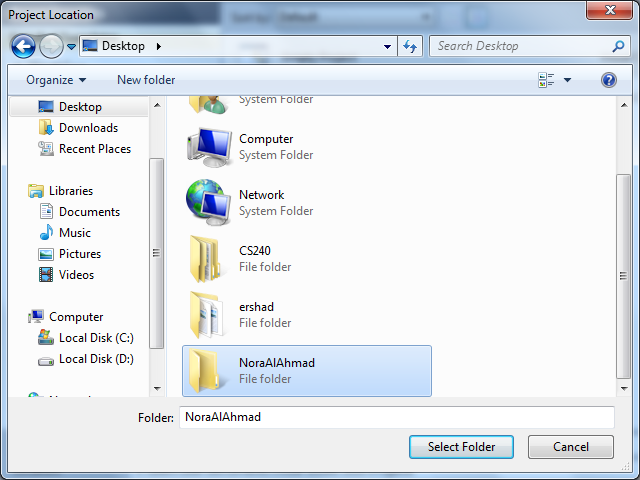 Project Location
Desktop
Search Desktop
Organize
New folder
Desktop
Downloads
Recent Places
Libraries
Documents
Music
Pictures
Videos
Computer
Local Disk (C:)
Local Disk (D:)
System Folder
Computer
System Folder
Network
System Folder
CS240
File folder
ershad
File folder
NoraAlAhmad
File folder
Folder: NoraAlAhmad
Select Folder
Cancel